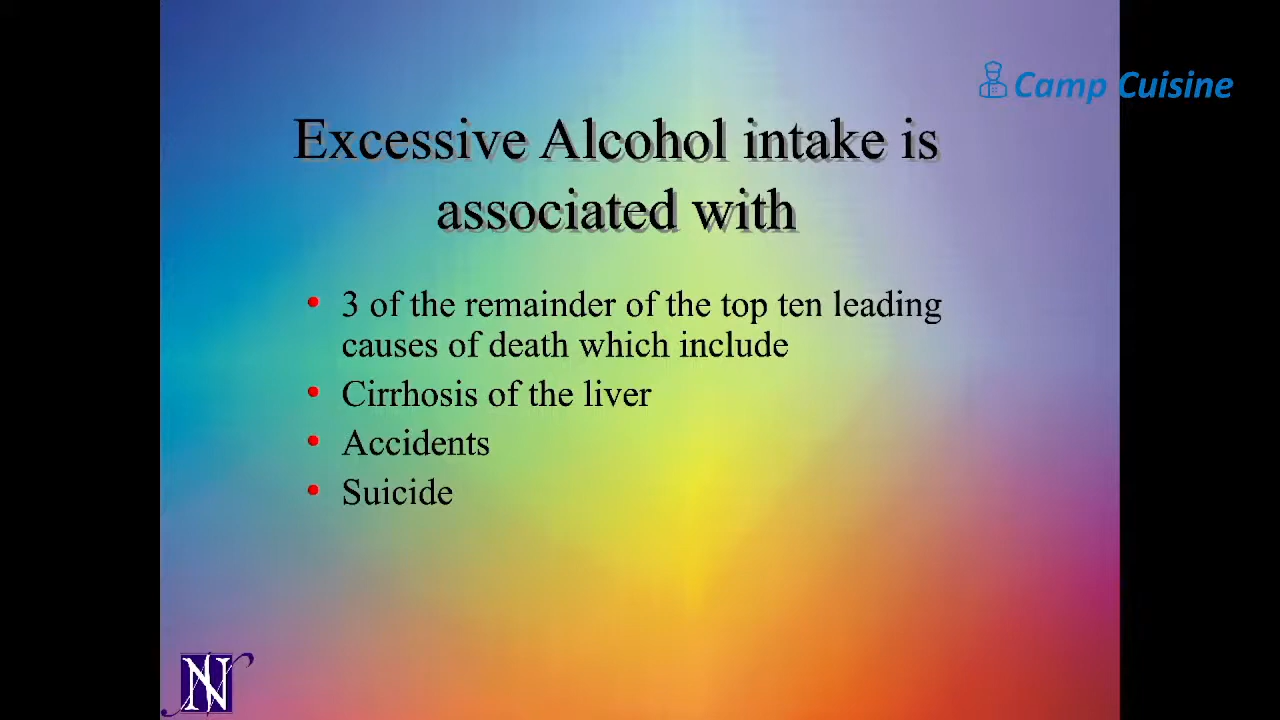 Camp Cuisine
Excessive Alcohol intake is
associated with
• 3 of the remainder of the top ten leading
causes of death which include
• Cirrhosis of the liver
• Accidents
• Suicide
N